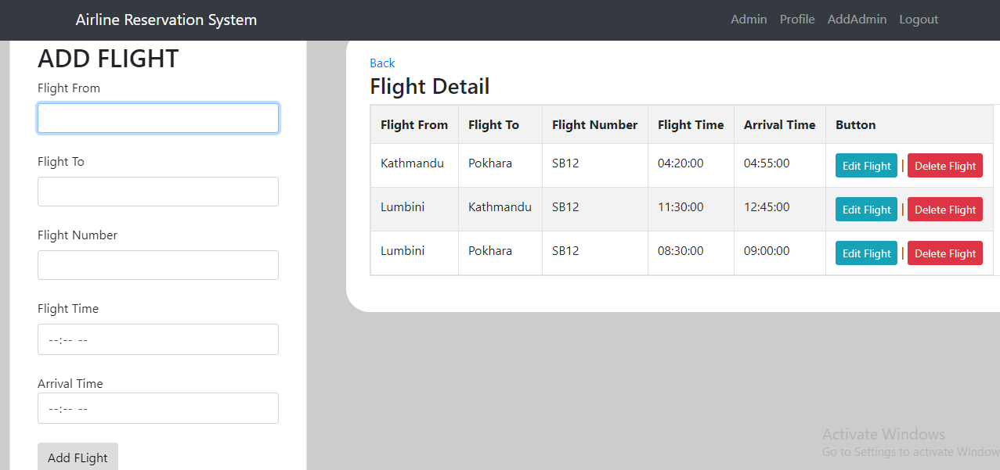 Airline Reservation System Admin Profile AddAdmin Logout
ADD FLIGHT
Flight From
Flight To
Flight Number
Flight Time
--:-- --
Arrival Time
--:-- --
Add FLight
Back
Flight Detail
Flight From Flight To Flight Number Flight Time Arrival Time Button
Kathmandu Pokhara SB12 04:20:00 04:55:00 Edit Flight | Delete Flight
Lumbini Kathmandu SB12 11:30:00 12:45:00 Edit Flight | Delete Flight
Lumbini Pokhara SB12 08:30:00 09:00:00 Edit Flight | Delete Flight
Activate Windows
Go to Settings to activate Window